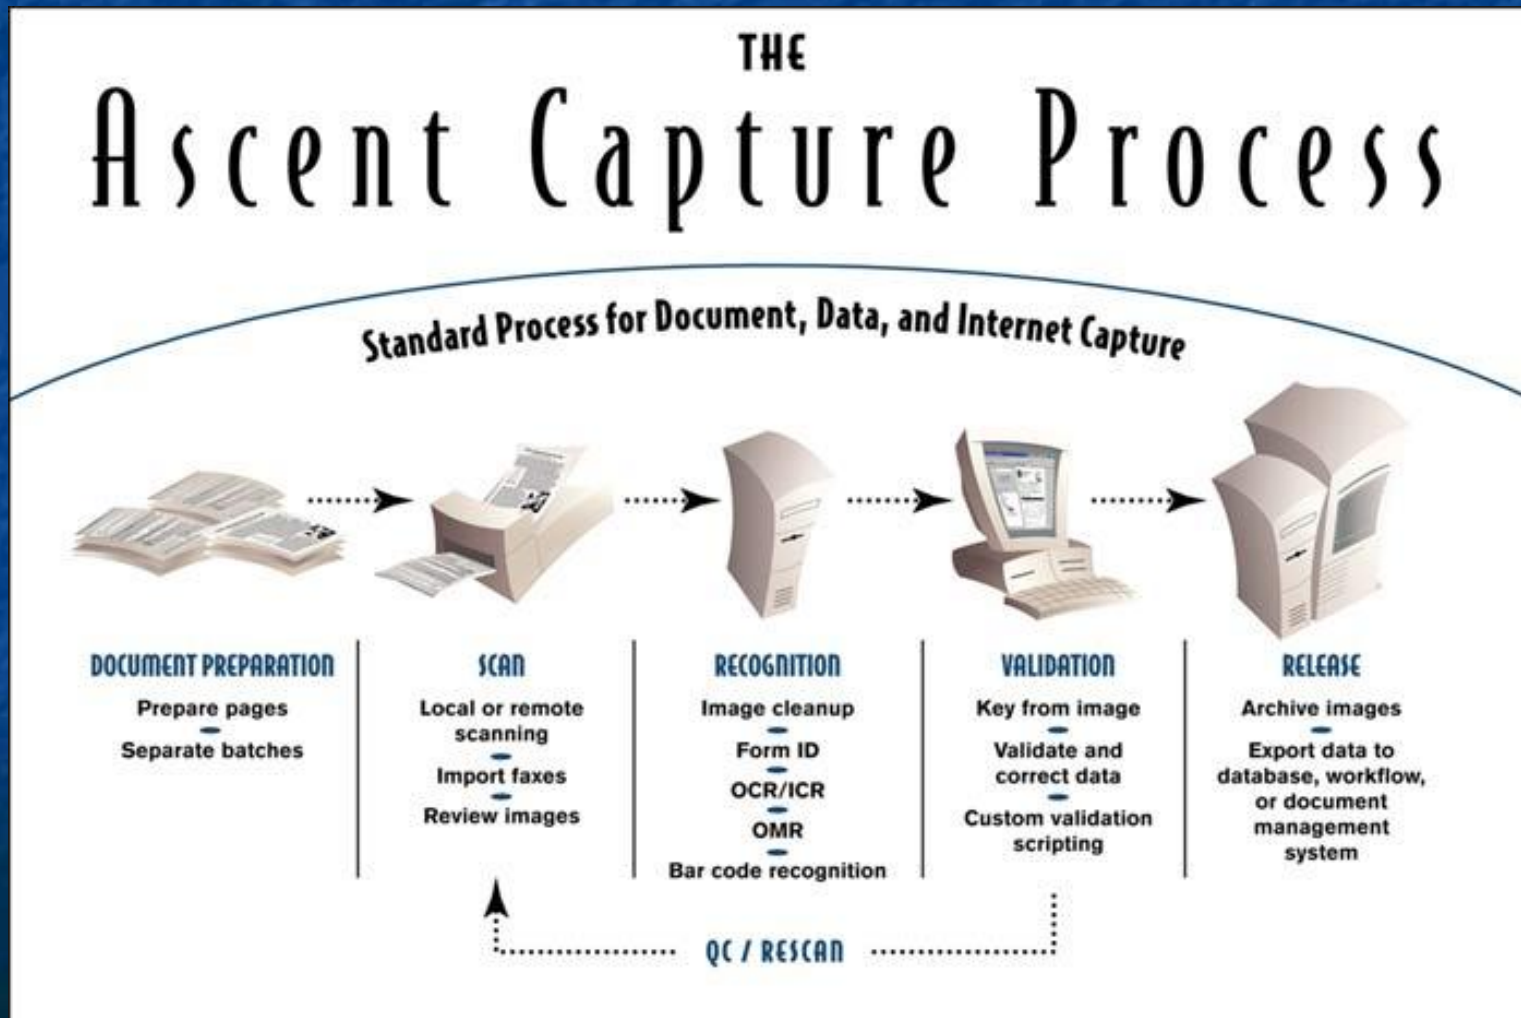 THE
Ascent Capture Process
Standard Process for Document, Data, and Internet Capture
DOCUMENT PREPARATION
Prepare pages
Separate batches
SCAN
Local or remote
scanning
Import faxes
Review images
RECOGNITION
Image cleanup
Form ID
OCR/ICR
OMR
Bar code recognition
VALIDATION
Key from image
Validate and
correct data
Custom validation
scripting
RELEASE
Archive images
Export data to
database, workflow,
or document
management
system
QC / RESCAN